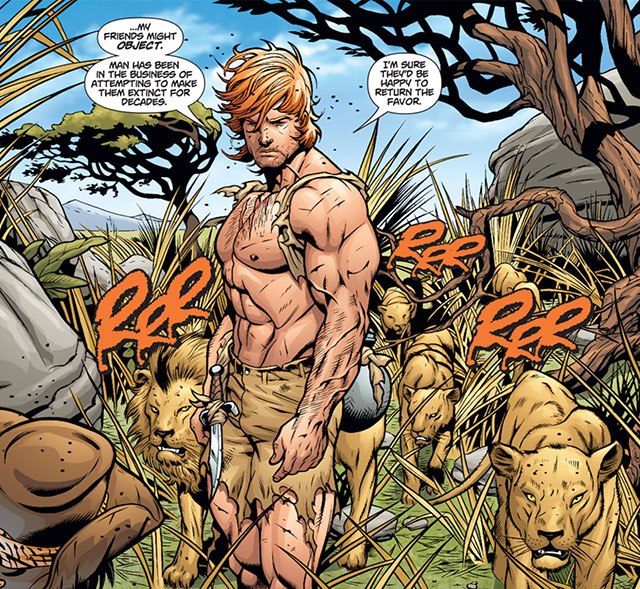 ...MY
FRIENDS MIGHT
OBJECT.
MAN HAS BEEN
IN THE BUSINESS OF
ATTEMPTING TO MAKE
THEM EXTINCT FOR
DECADES.
I'M SURE
THEY'D BE
HAPPY TO
RETURN THE
FAVOR.
RRR
RRR
RRR